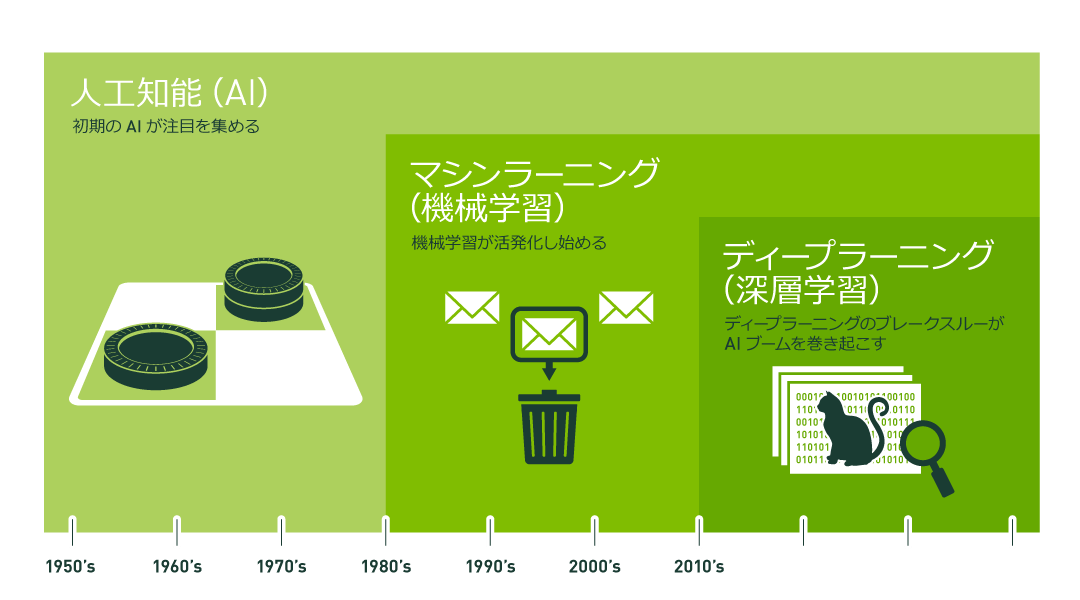 人工知能（AI）
初期の AI が注目を集める
マシンラーニング
（機械学習）
機械学習が活発化し始める
ディープラーニング
（深層学習）
ディープラーニングのブレークスルーが
AI ブームを巻き起こす
1950's
1960's
1970's
1980's
1990's
2000's
2010's